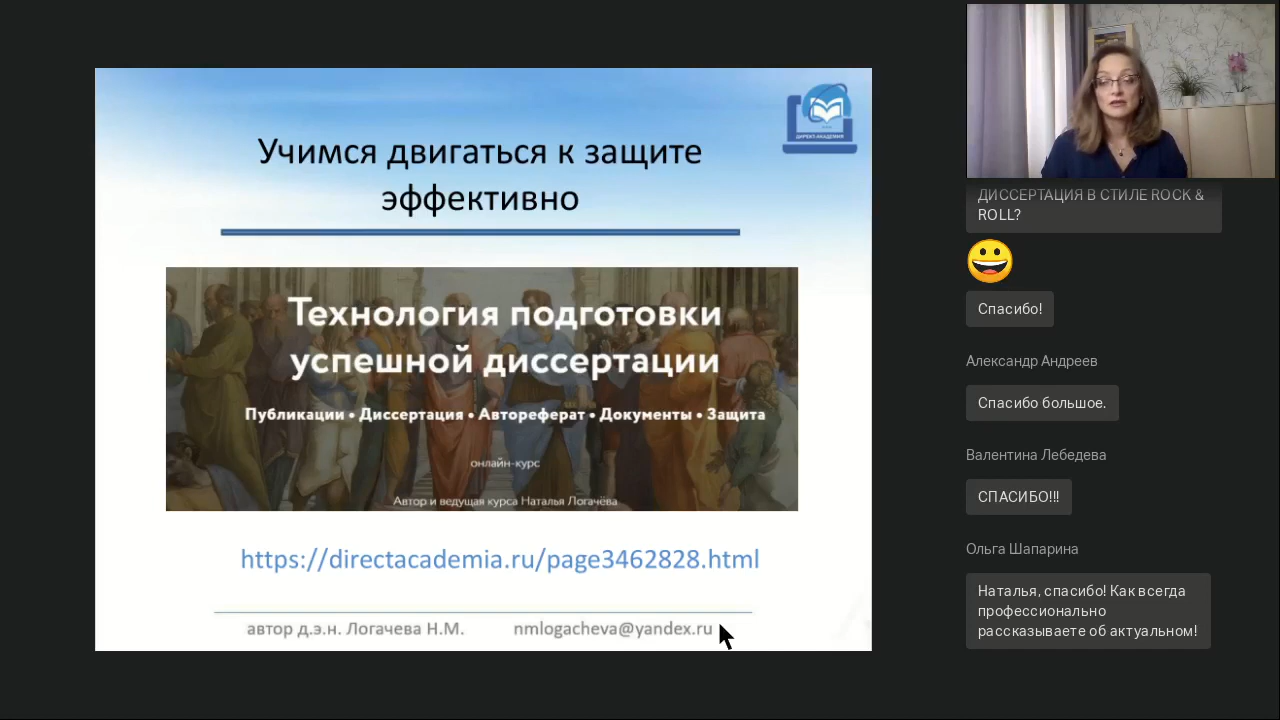 Учимся двигаться к защите
эффективно
ДИРЕКТ-АКАДЕМИЯ
Технология подготовки
успешной диссертации
Публикации • Диссертация • Автореферат • Документы • Защита
онлайн-курс
Автор и ведущая курса Наталья Логачёва
https://directacademia.ru/page3462828.html
автор д.э.н. Логачева Н.М. nmlogacheva@yandex.ru
ДИССЕРТАЦИЯ В СТИЛЕ ROCK &
ROLL?
Спасибо!
Александр Андреев
Спасибо большое.
Валентина Лебедева
СПАСИБО!!!
Ольга Шапарина
Наталья, спасибо! Как всегда
профессионально
рассказываете об актуальном!